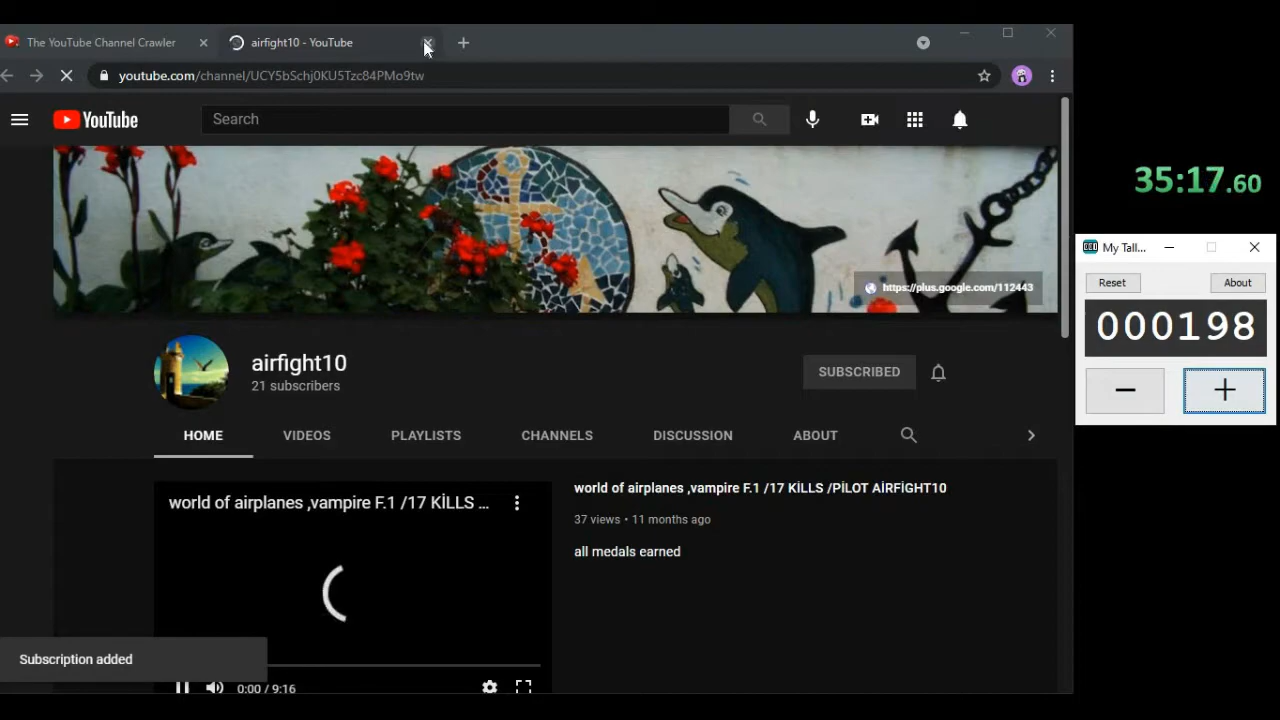 The YouTube Channel Crawler
airfight10 - YouTube
youtube.com/channel/UCY5bSchj0KU5Tzc84PMo9tw
YouTube
Search
https://plus.google.com/112443
airfight10
21 subscribers
SUBSCRIBED
HOME VIDEOS PLAYLISTS CHANNELS DISCUSSION ABOUT
world of airplanes ,vampire F.1 /17 KİLLS ...
world of airplanes ,vampire F.1 /17 KİLLS /PİLOT AİRFİGHT10
37 views • 11 months ago
all medals earned
Subscription added
0:00 / 9:16
35:17.60
My Tall...
Reset
About
000198